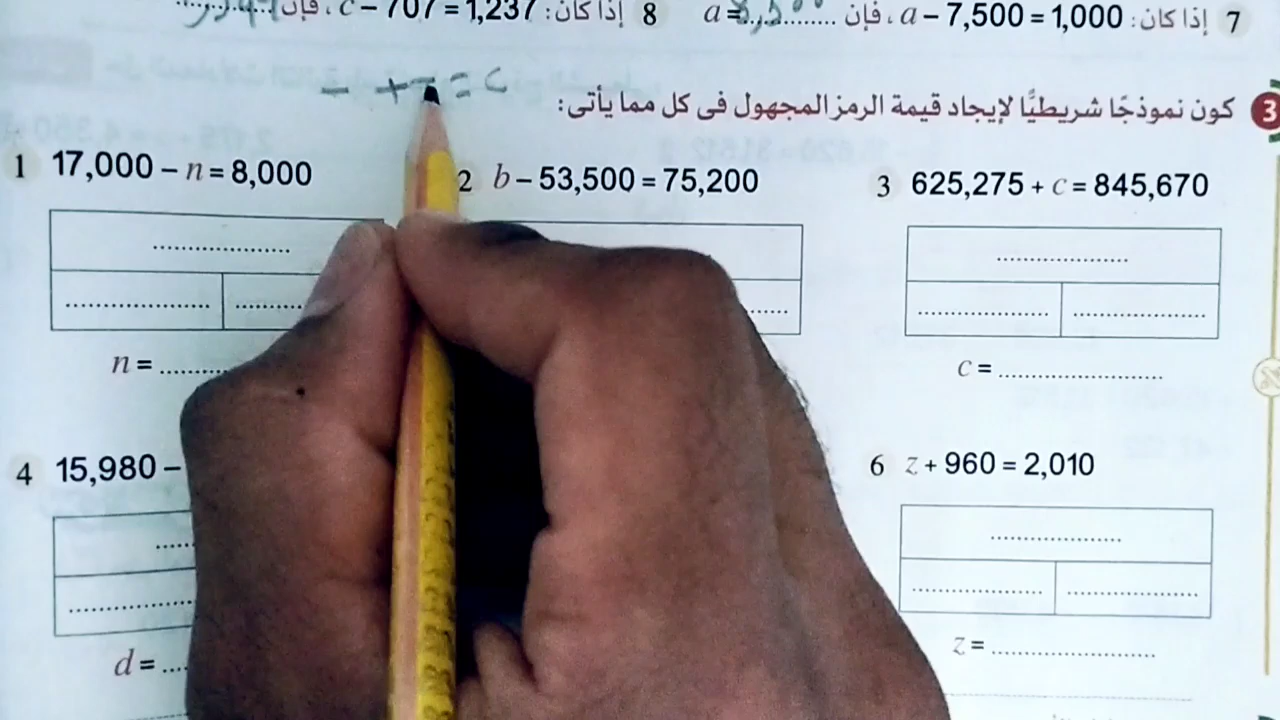 7 إذا كان: a – 7,500 = 1,000 ، فإن a =
8 إذا كان: c – 707 = 1,237 ، فإن
– + – = c
3 كون نموذجًا شريطيًّا لإيجاد قيمة الرمز المجهول فى كل مما يأتى:
1 17,000 – n = 8,000
2 b – 53,500 = 75,200
3 625,275 + c = 845,670
n = ....................
c = ....................
4 15,980 –
6 z + 960 = 2,010
d = ....
z = ....................